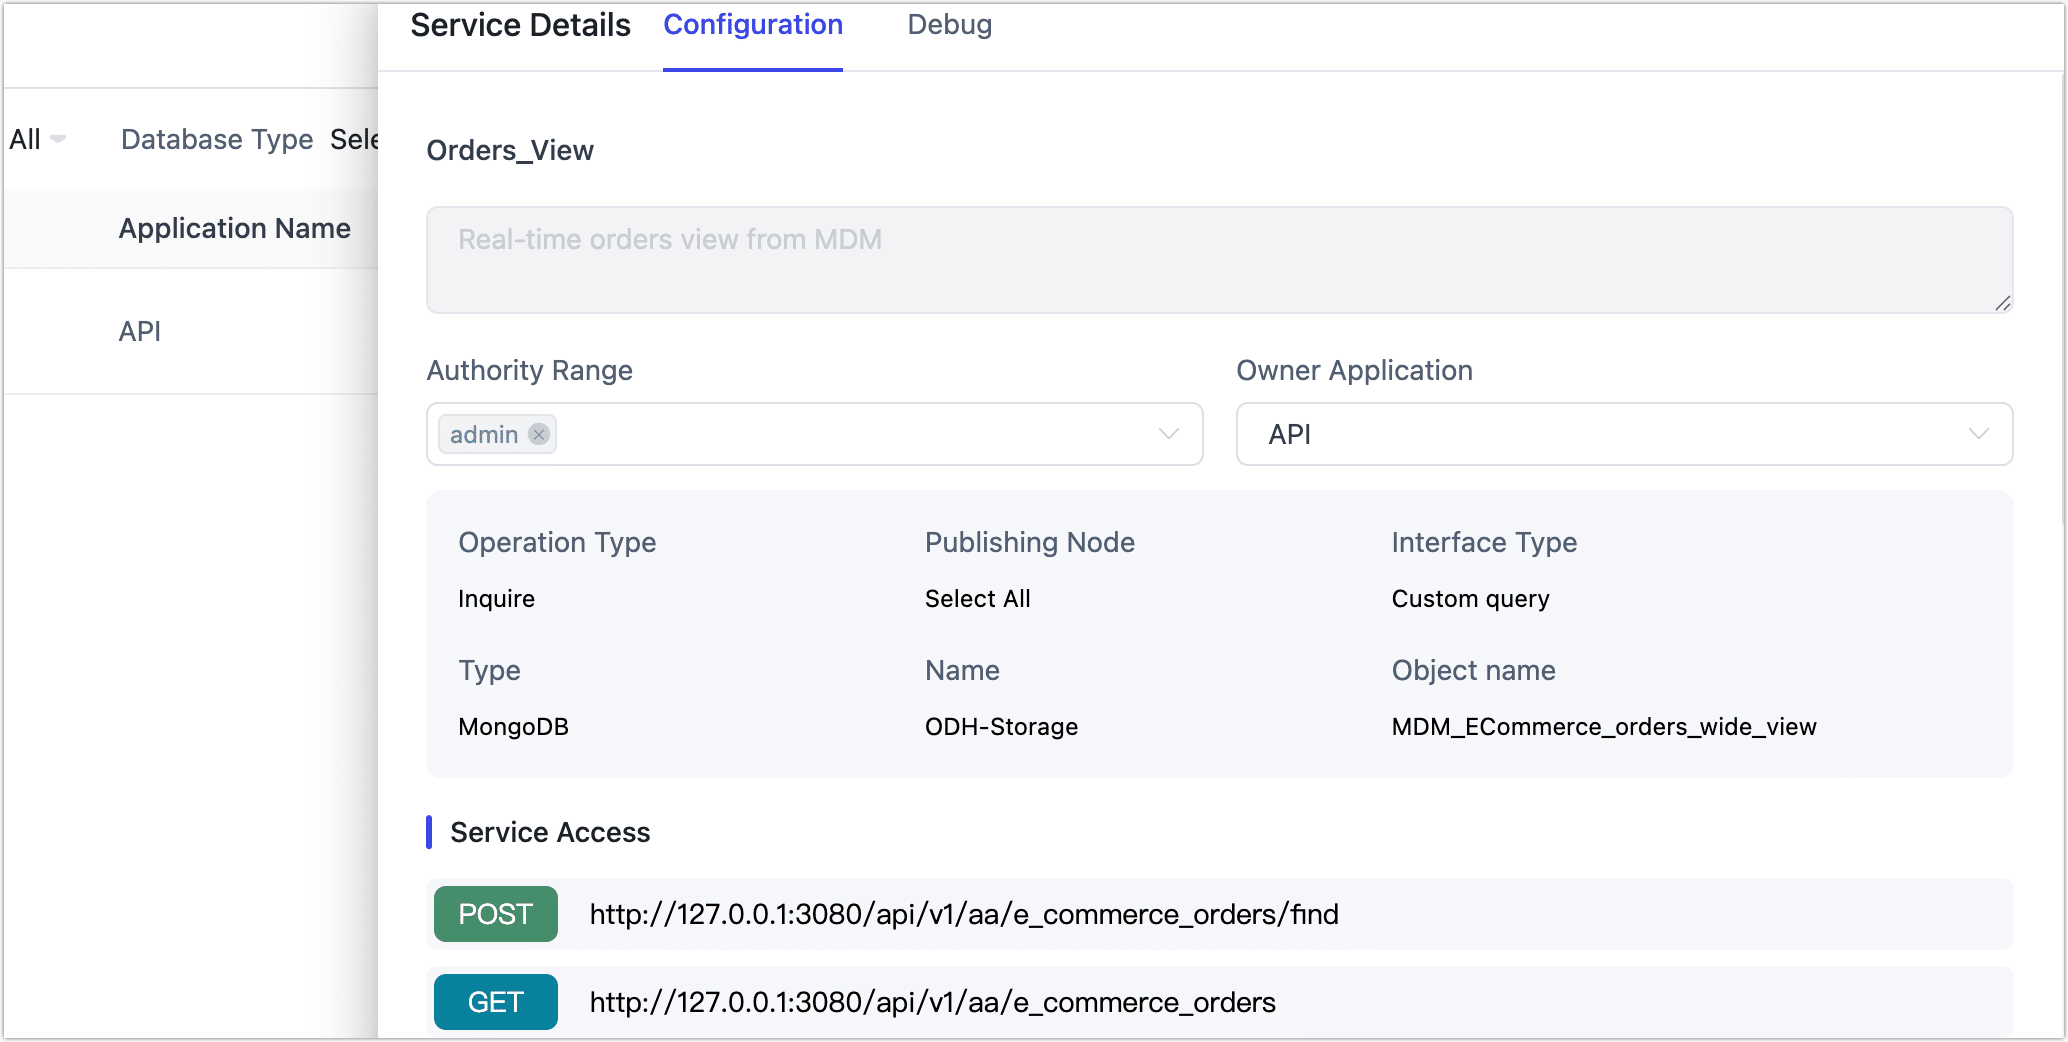 Service Details Configuration Debug
All Database Type Sele
Application Name
API
Orders_View
Real-time orders view from MDM
Authority Range Owner Application
admin API
Operation Type Publishing Node Interface Type
Inquire Select All Custom query
Type Name Object name
MongoDB ODH-Storage MDM_ECommerce_orders_wide_view
Service Access
POST http://127.0.0.1:3080/api/v1/aa/e_commerce_orders/find
GET http://127.0.0.1:3080/api/v1/aa/e_commerce_orders